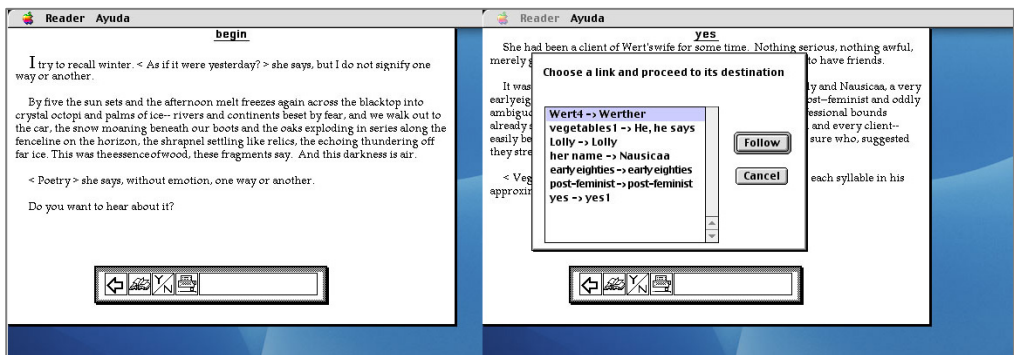 Reader Ayuda
begin
I try to recall winter. < As if it were yesterday? > she says, but I do not signify one
way or another.
By five the sun sets and the afternoon melt freezes again across the blacktop into
crystal octopi and palms of ice-- rivers and continents beset by fear, and we walk out to
the car, the snow moaning beneath our boots and the oaks exploding in series along the
fenceline on the horizon, the shrapnel settling like relics, the echoing thundering off
far ice. This was the essence of wood, these fragments say. And this darkness is air.
< Poetry > she says, without emotion, one way or another.
Do you want to hear about it?
Y/N
Reader Ayuda
yes
She had been a client of Wert's wife for some time. Nothing serious, nothing awful,
merely to have friends.
Choose a link and proceed to its destination
It was ly and Nausicaa, a very
early ost-feminist and oddly
essional bonds
already and every client--
easily sure who, suggested
they
< Veg each syllable in his
Wert4 -> Werther
vegetables1 -> He, he says
Lolly -> Lolly
her name -> Nausicaa
early eighties -> early eighties
post-feminist -> post-feminist
yes -> yes1
Follow
Cancel
Y/N